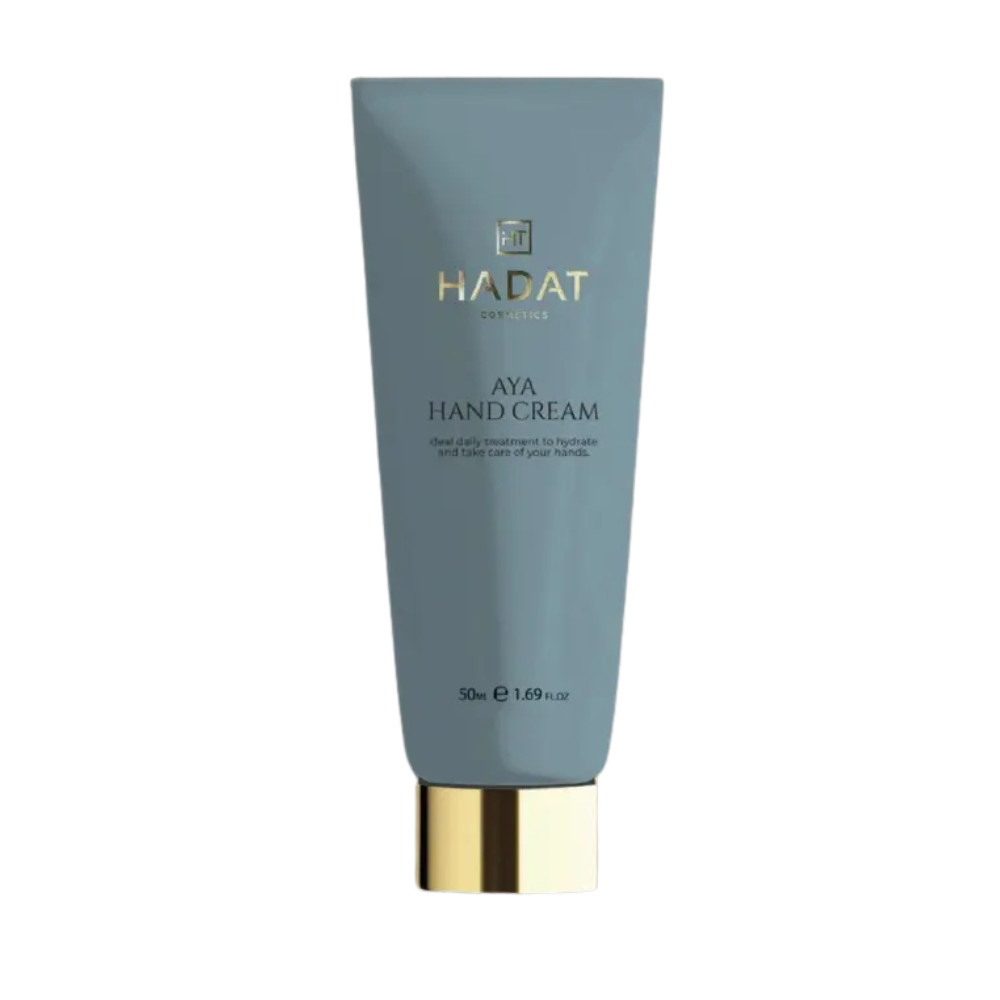 HT
HADAT
COSMETICS
AYA
HAND CREAM
Ideal daily treatment to hydrate
and take care of your hands.
50ML ℮ 1.69 FL.OZ